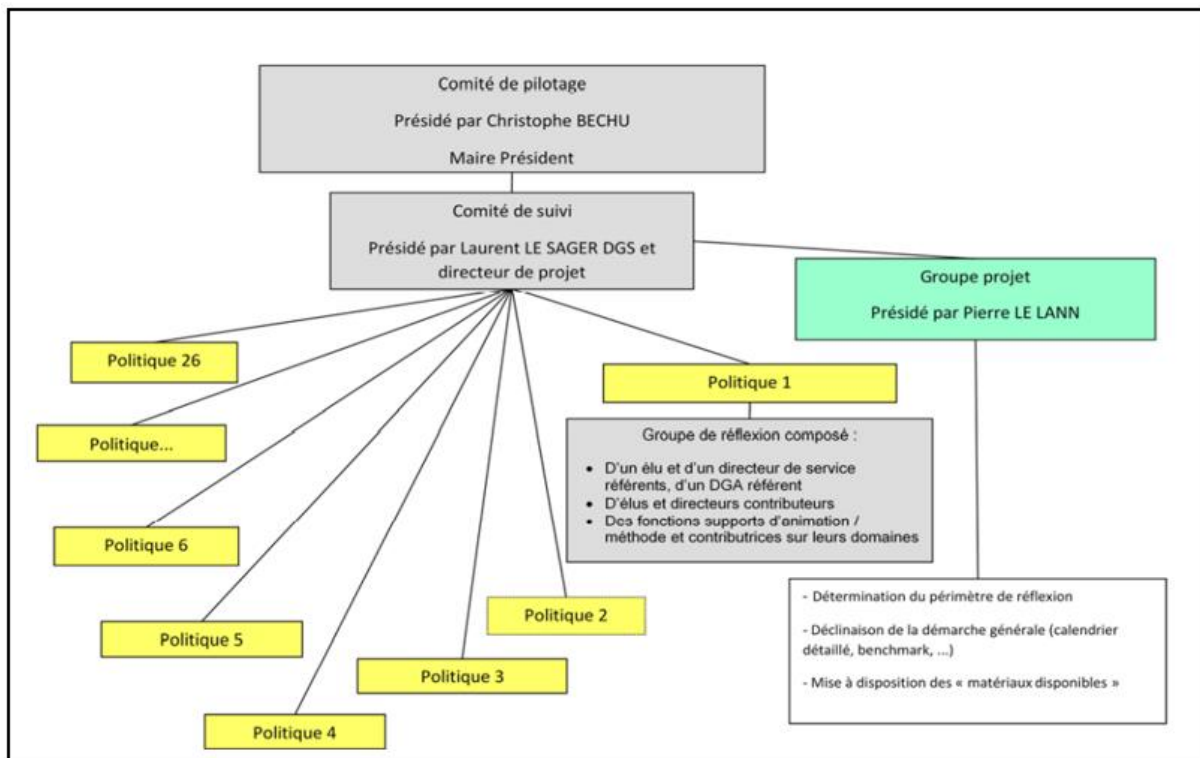 Comité de pilotage
Présidé par Christophe BECHU
Maire Président
Comité de suivi
Présidé par Laurent LE SAGER DGS et
directeur de projet
Groupe projet
Présidé par Pierre LE LANN
Politique 26
Politique 1
Politique...
Groupe de réflexion composé :
• D'un élu et d'un directeur de service
référents, d'un DGA référent
• D'élus et directeurs contributeurs
• Des fonctions supports d'animation /
méthode et contributrices sur leurs domaines
Politique 6
Politique 5
Politique 2
Politique 3
Politique 4
- Détermination du périmètre de réflexion
- Déclinaison de la démarche générale (calendrier
détaillé, benchmark, ...)
- Mise à disposition des « matériaux disponibles »